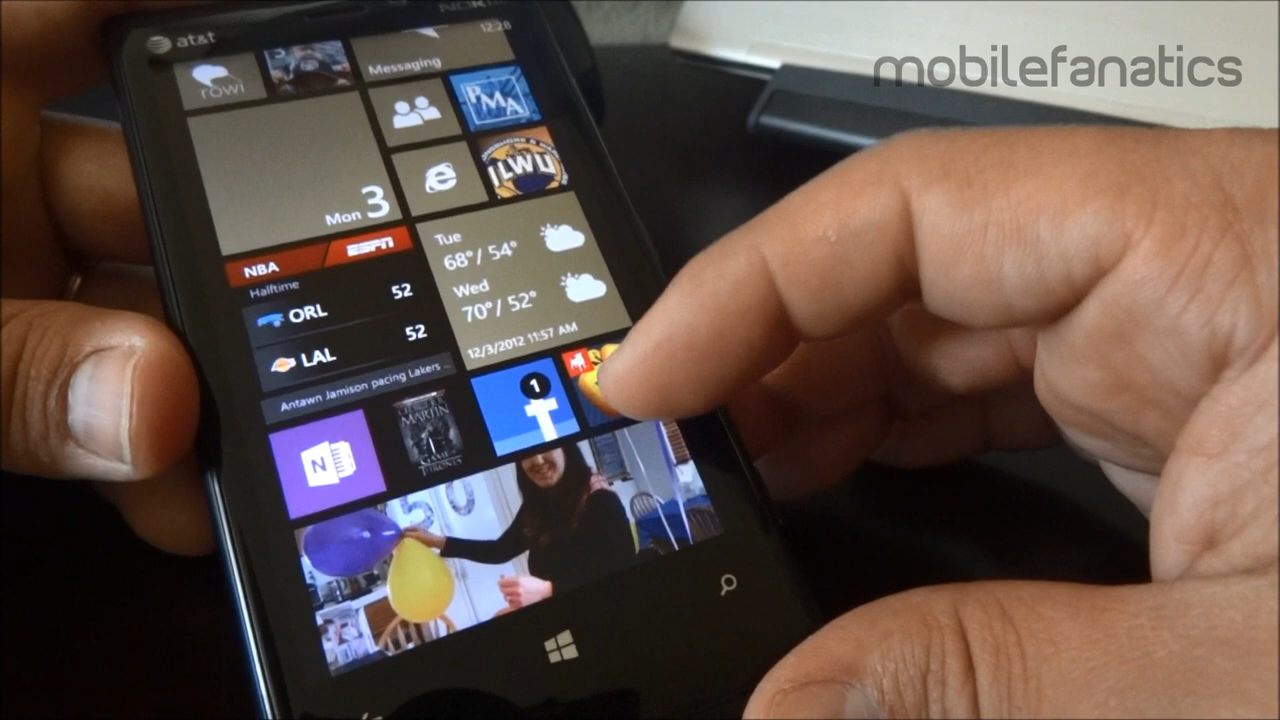 mobilefanatics
at&t
NOKIA
12:28
rowi
Messaging
PMA
ILWU
Mon 3
Tue
68°/ 54°
Wed
70°/ 52°
12/3/2012 11:57 AM
NBA
ESPN
Halftime
ORL 52
LAL 52
Antawn Jamison pacing Lakers ...
N
MARTIN
GAME OF
THRONES
1
f
50